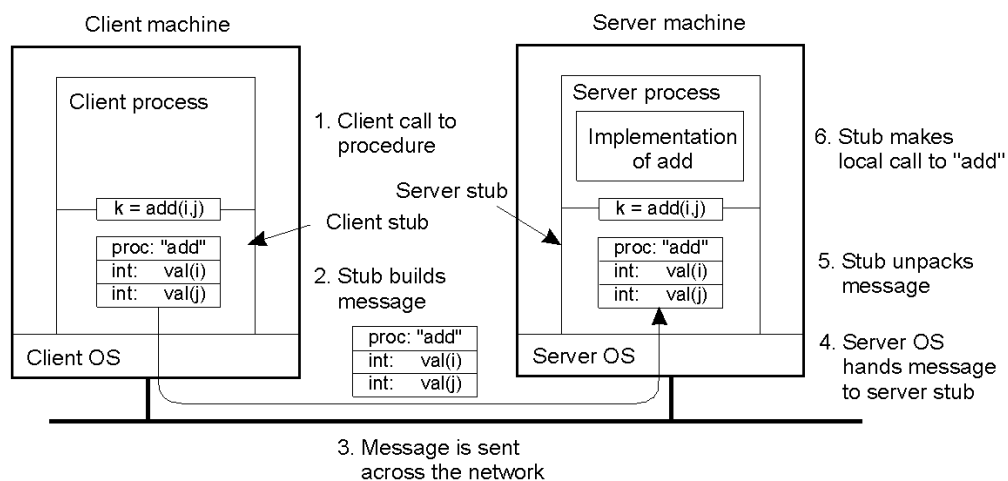 Client machine
Server machine
Client process
1. Client call to
procedure
k = add(i,j)
Client stub
proc: "add"
int: val(i)
int: val(j)
2. Stub builds
message
Client OS
proc: "add"
int: val(i)
int: val(j)
3. Message is sent
across the network
Server process
Implementation
of add
6. Stub makes
local call to "add"
Server stub
k = add(i,j)
proc: "add"
int: val(i)
int: val(j)
5. Stub unpacks
message
Server OS
4. Server OS
hands message
to server stub